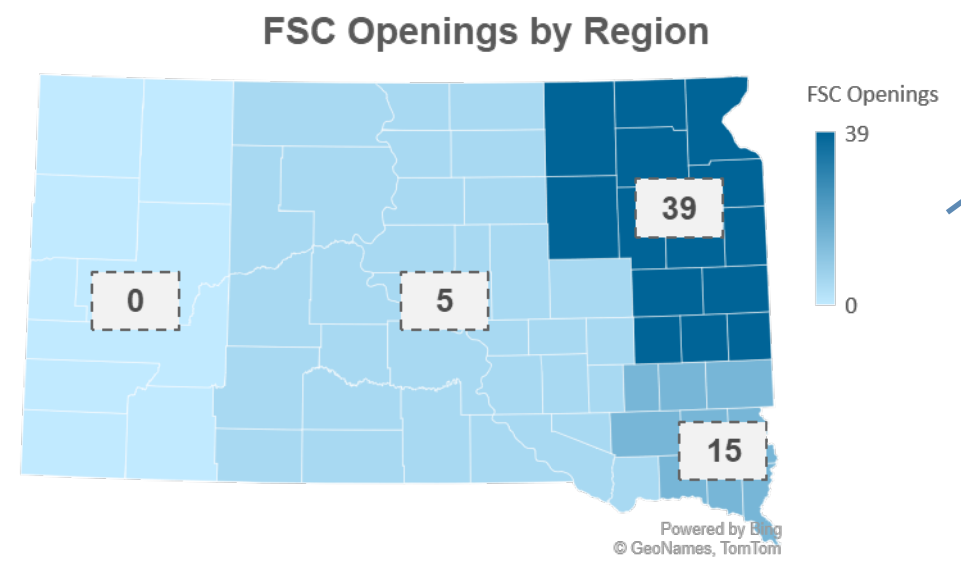 FSC Openings by Region
FSC Openings
39
0
39
0
5
15
Powered by Bing
© GeoNames, TomTom